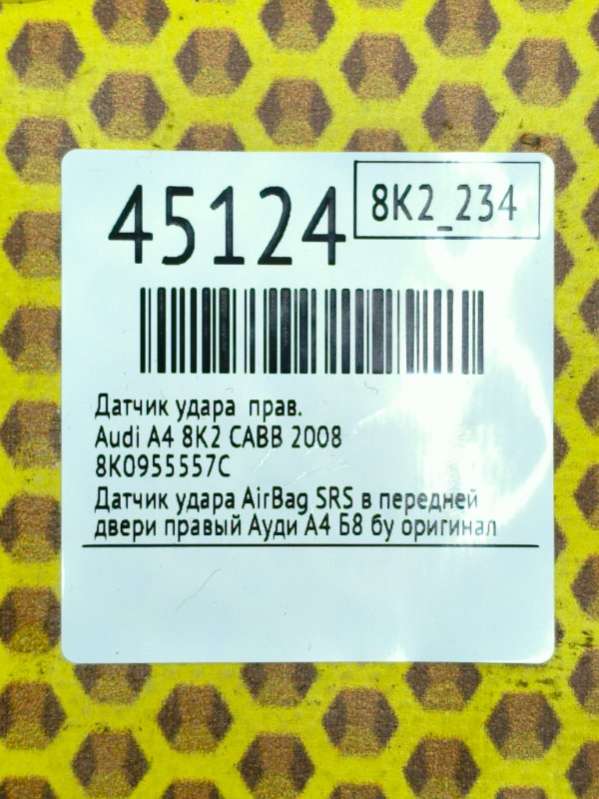 45124
8K2_234
Датчик удара прав.
Audi A4 8K2 CABB 2008
8K0955557C
Датчик удара AirBag SRS в передней
двери правый Ауди А4 Б8 бу оригинал